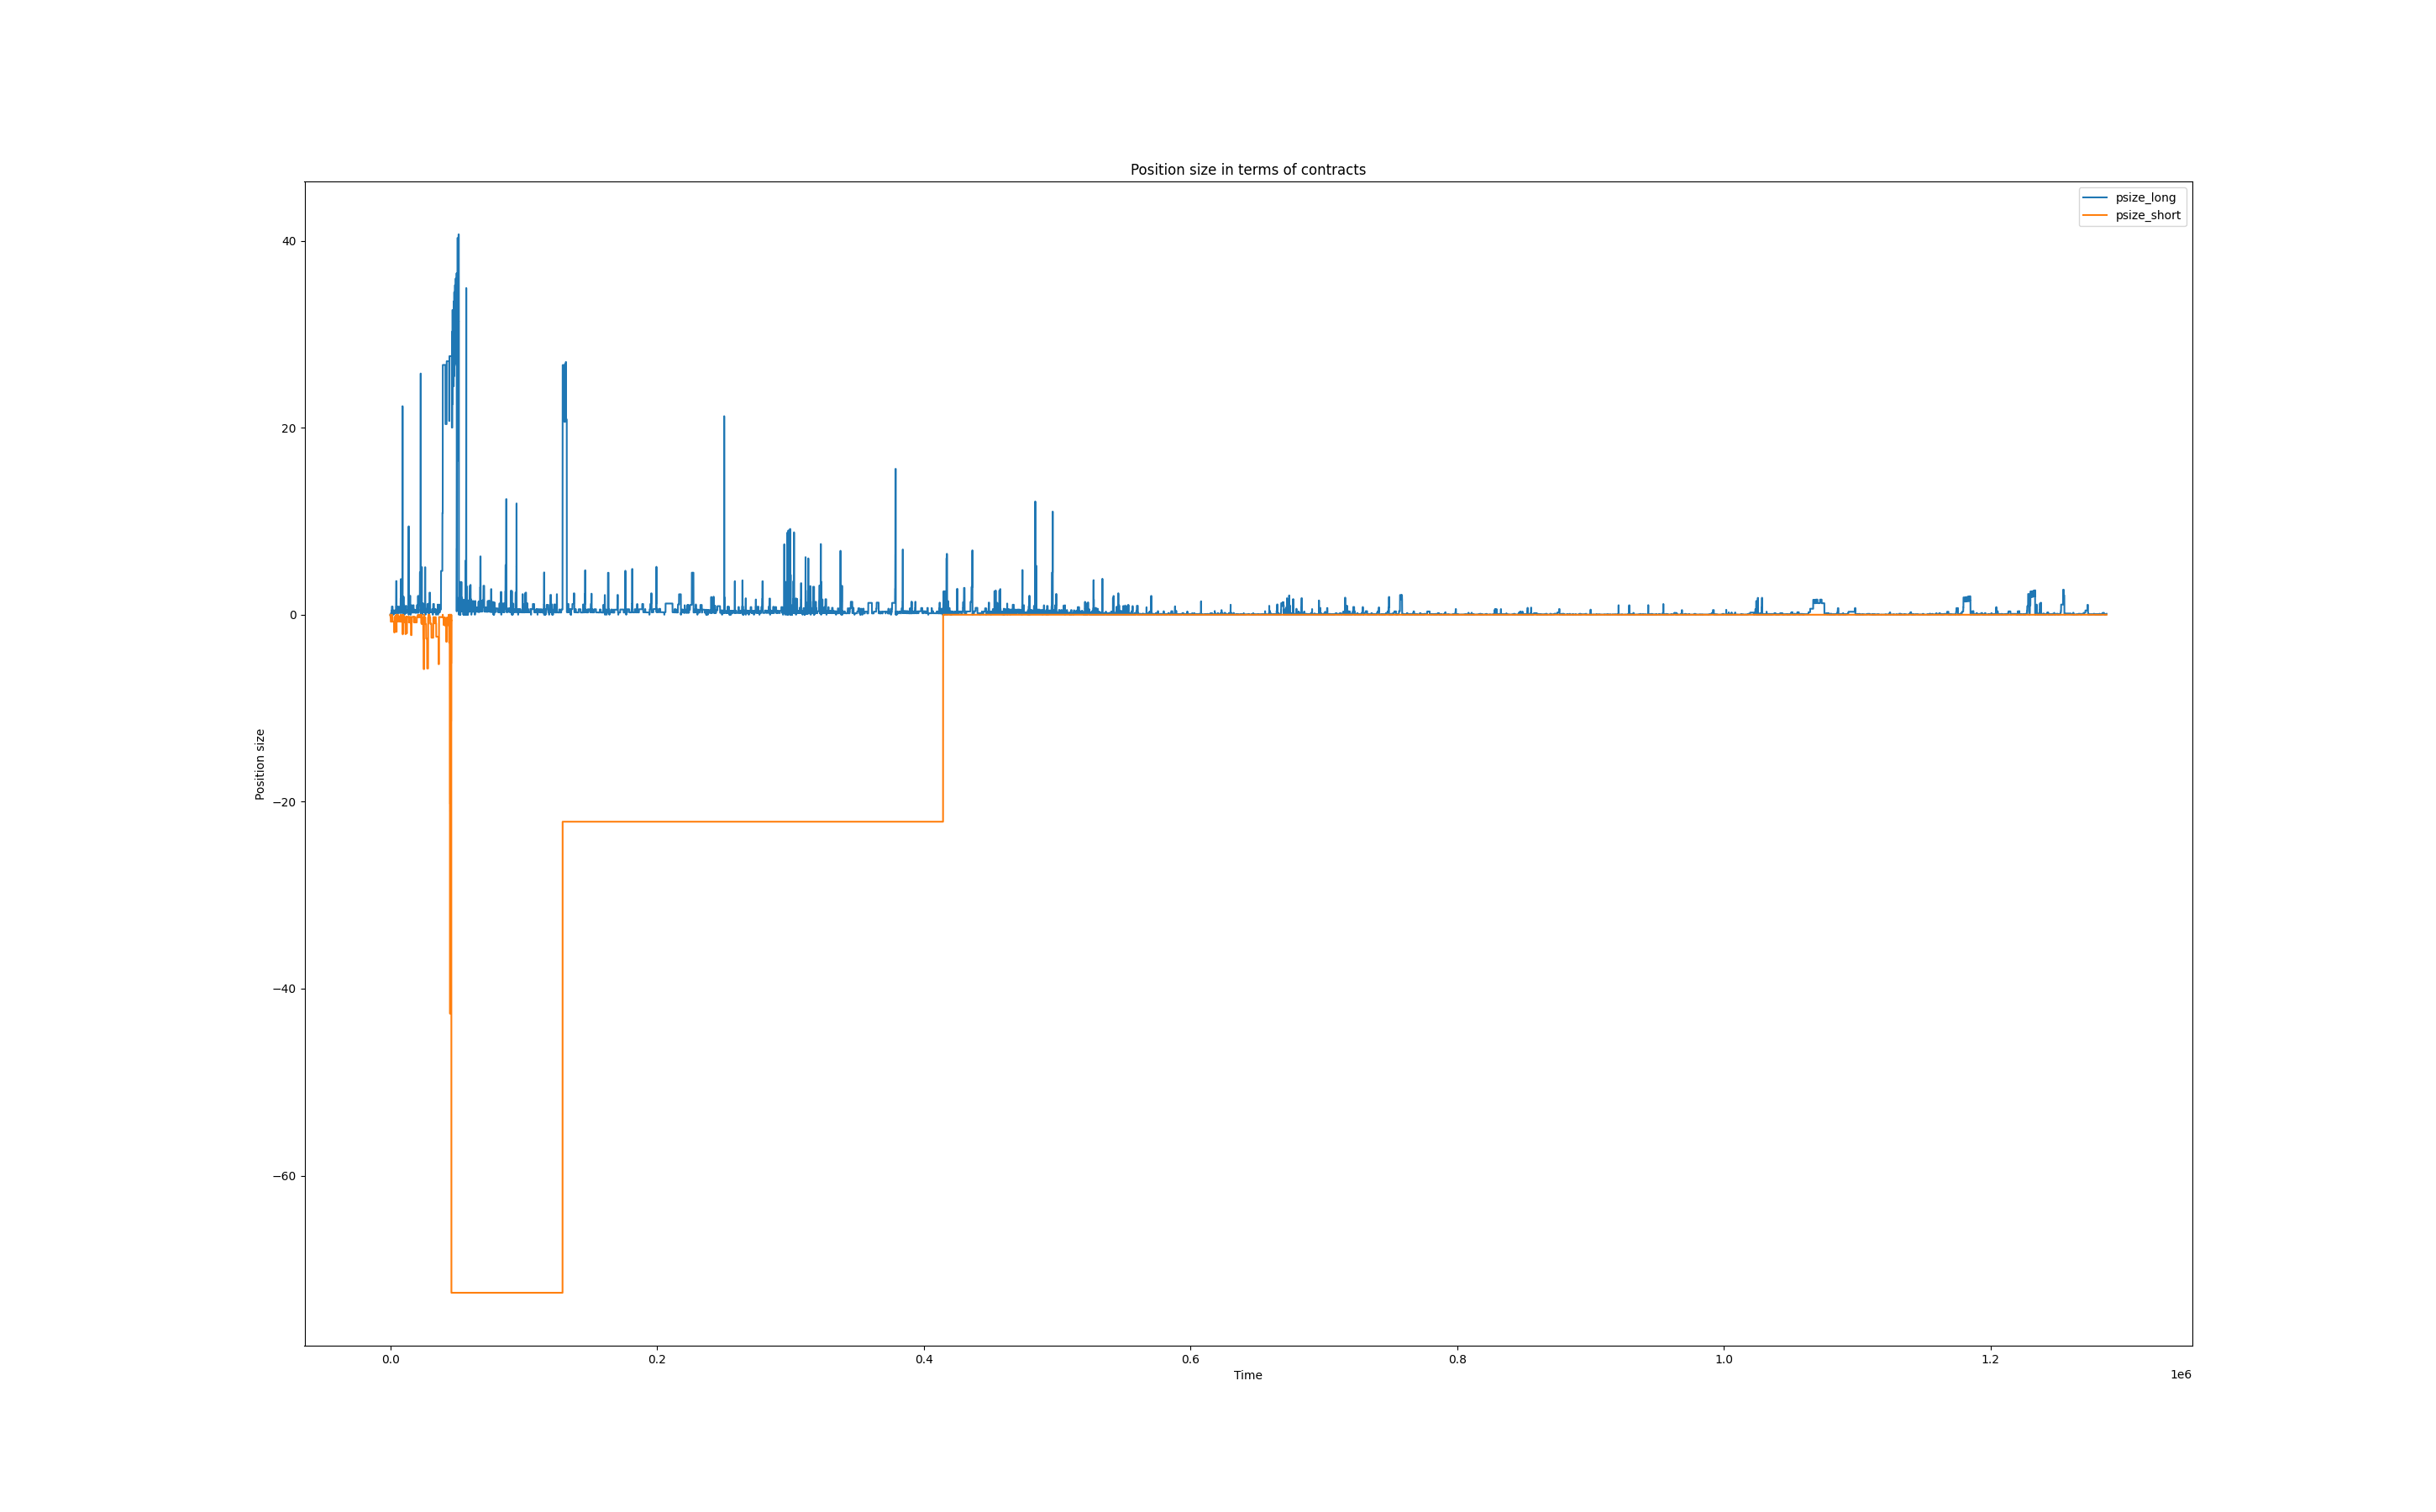 Position size in terms of contracts
psize_long
psize_short
Position size
40
20
0
−20
−40
−60
0.0
0.2
0.4
0.6
0.8
1.0
1.2
Time
1e6